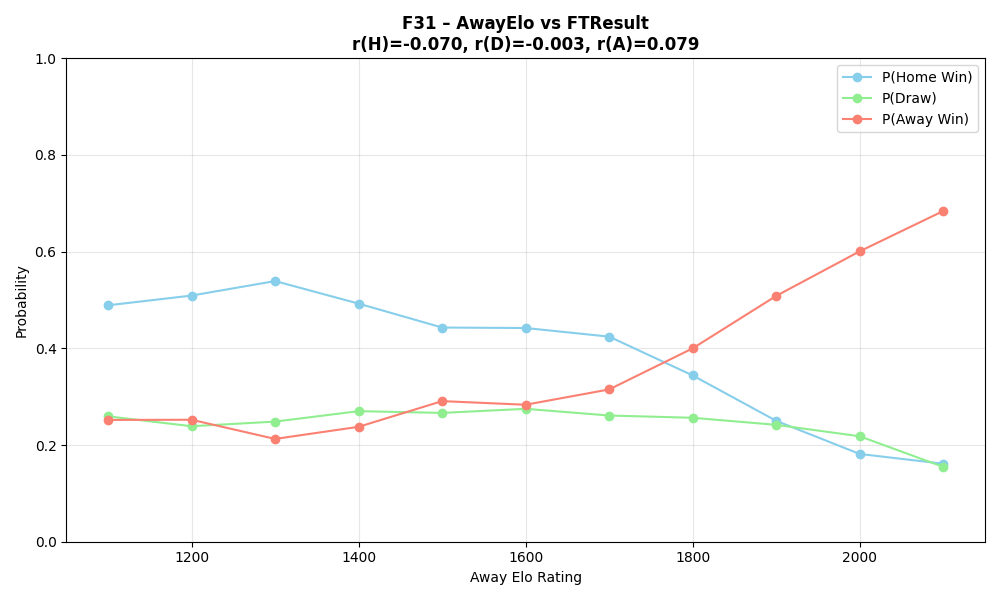 F31 – AwayElo vs FTResult
r(H)=-0.070, r(D)=-0.003, r(A)=0.079
1.0
0.8
0.6
0.4
0.2
0.0
Probability
P(Home Win)
P(Draw)
P(Away Win)
1200
1400
1600
1800
2000
Away Elo Rating